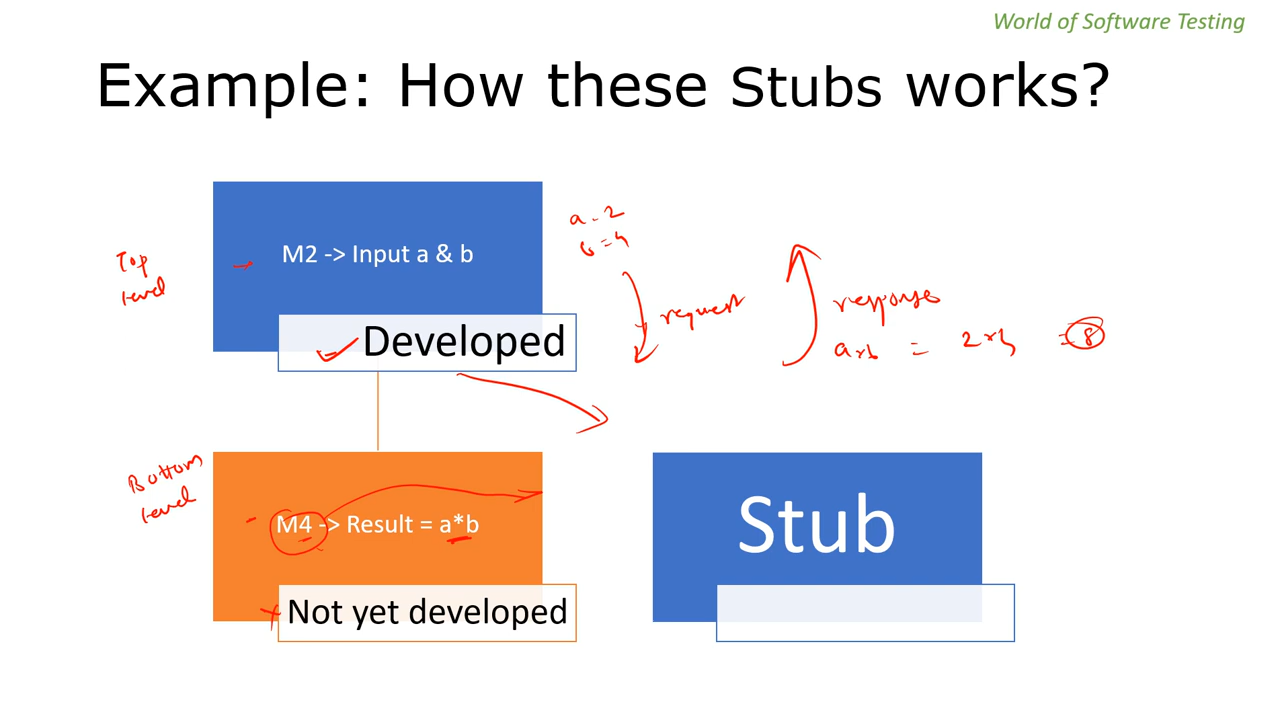 World of Software Testing
Example: How these Stubs works?
M2 -> Input a & b
Developed
Top
level
a = 2
b = 4
request
response
a x b = 2 x 4 = 8
Bottom
level
M4 -> Result = a*b
Not yet developed
Stub